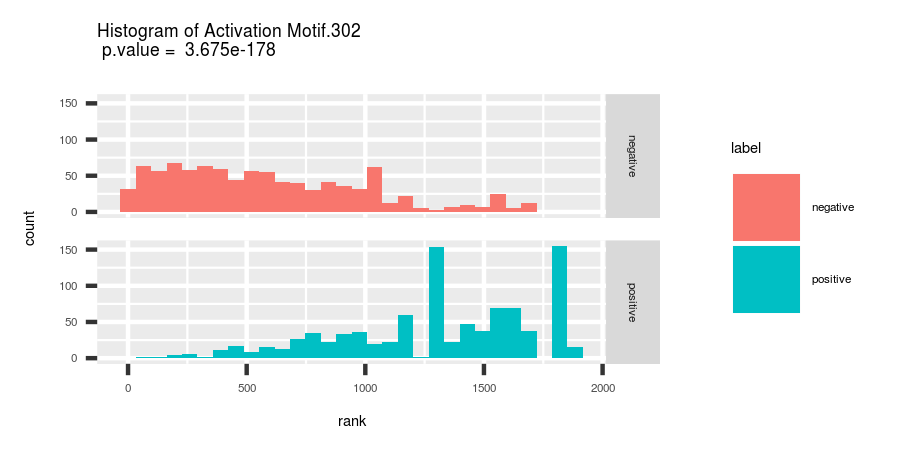 Histogram of Activation Motif.302
p.value =  3.675e-178
150
100
50
0
negative
150
100
50
0
positive
0
500
1000
1500
2000
rank
count
label
negative
positive